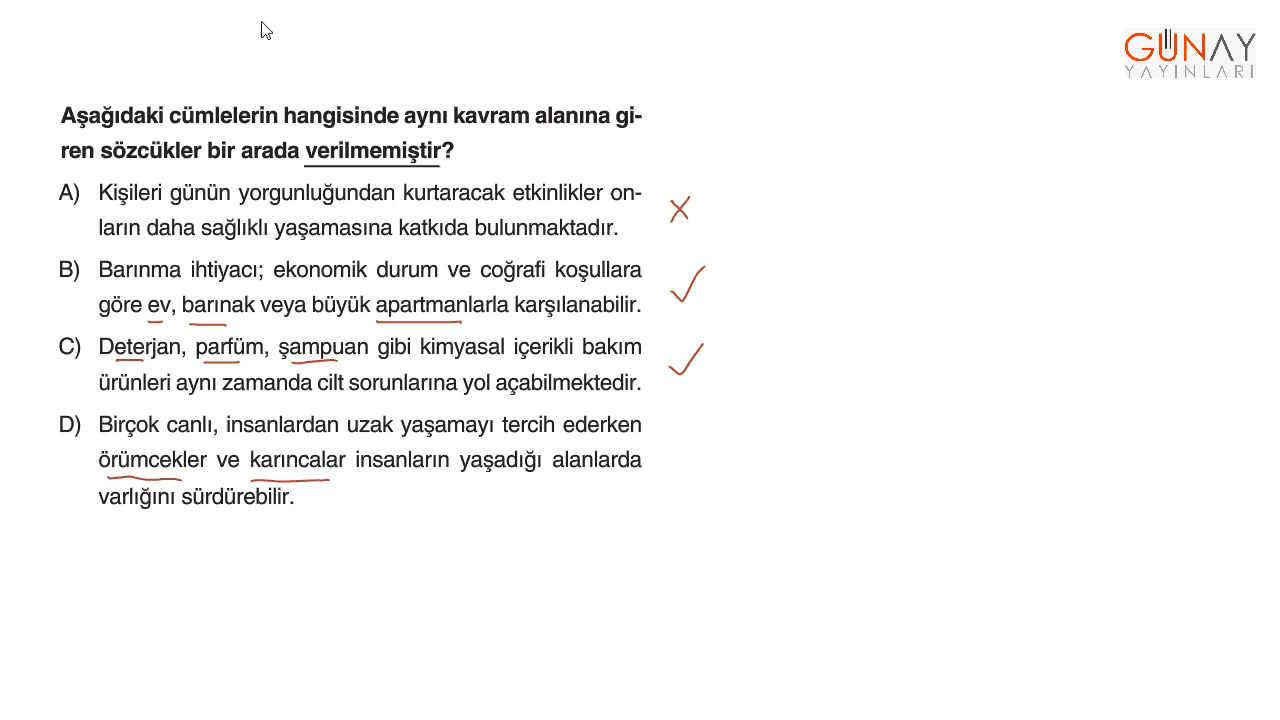 GÜNAY
YAYINLARI
Aşağıdaki cümlelerin hangisinde aynı kavram alanına gi-
ren sözcükler bir arada verilmemiştir?
A) Kişileri günün yorgunluğundan kurtaracak etkinlikler on-
ların daha sağlıklı yaşamasına katkıda bulunmaktadır.
B) Barınma ihtiyacı; ekonomik durum ve coğrafi koşullara
göre ev, barınak veya büyük apartmanlarla karşılanabilir.
C) Deterjan, parfüm, şampuan gibi kimyasal içerikli bakım
ürünleri aynı zamanda cilt sorunlarına yol açabilmektedir.
D) Birçok canlı, insanlardan uzak yaşamayı tercih ederken
örümcekler ve karıncalar insanların yaşadığı alanlarda
varlığını sürdürebilir.